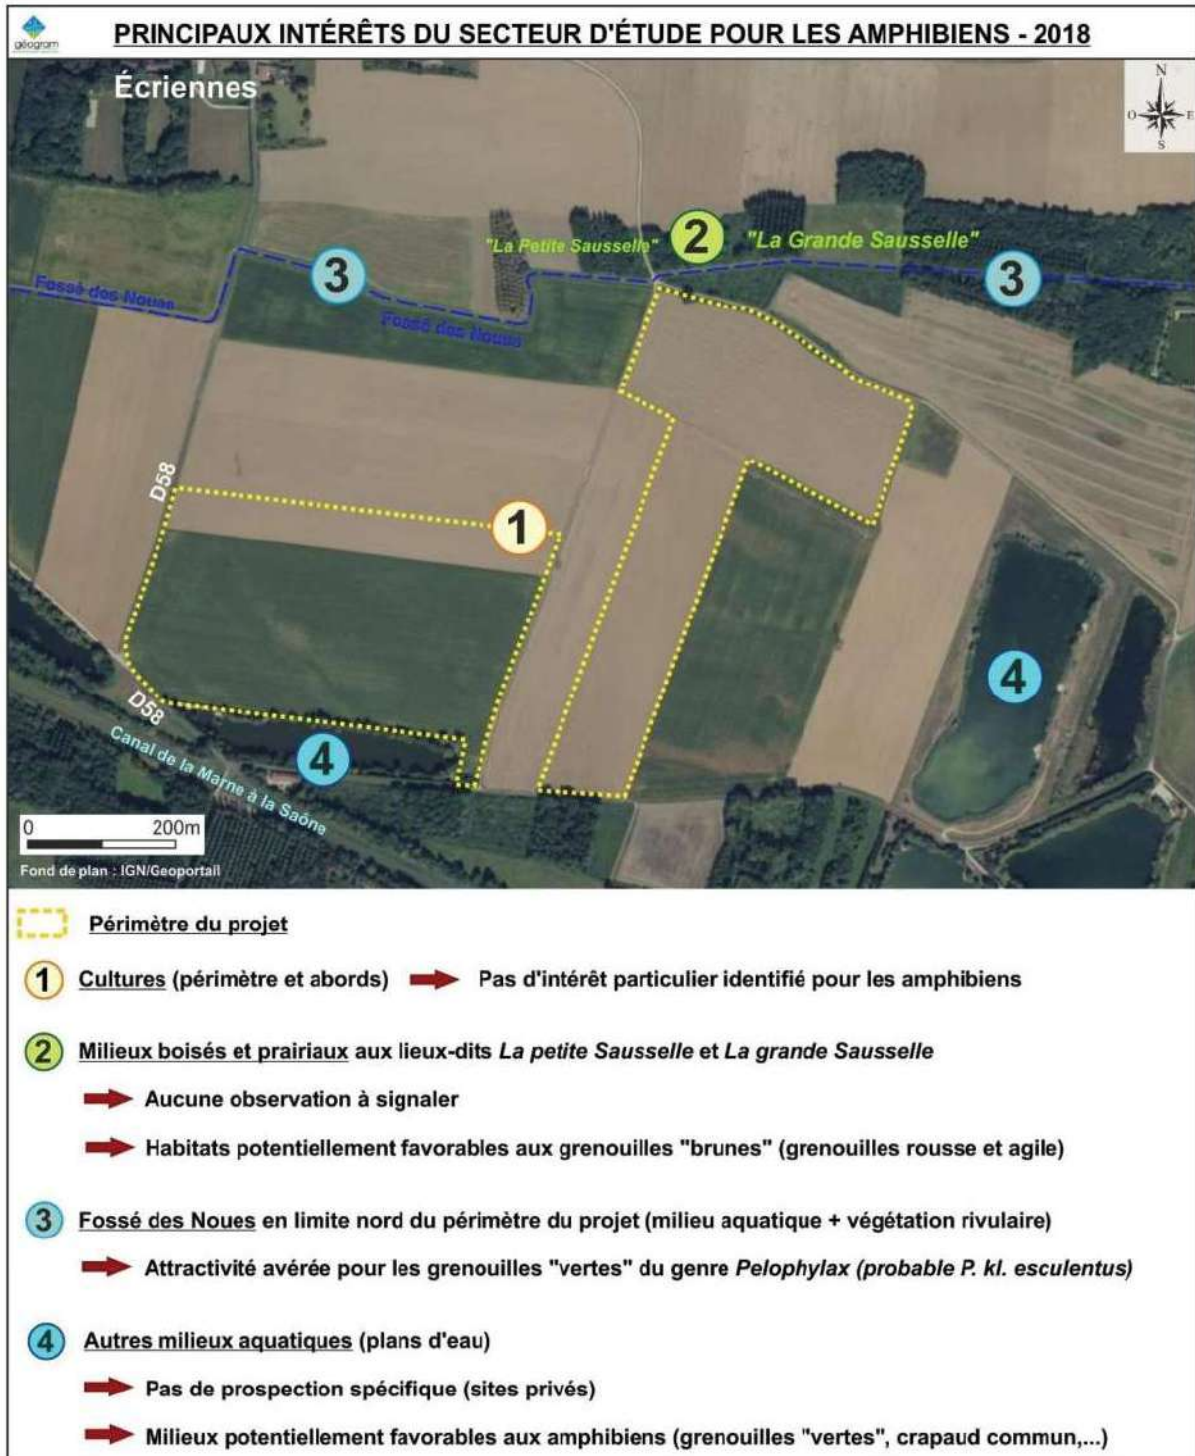 géogram
PRINCIPAUX INTÉRÊTS DU SECTEUR D'ÉTUDE POUR LES AMPHIBIENS - 2018
Écriennes
N
O
E
S
"La Petite Sausselle"
2
"La Grande Sausselle"
3
3
Fossé des Noues
Fossé des Noues
D58
1
4
D58
4
Canal de la Marne à la Saône
0 200m
Fond de plan : IGN/Geoportail
Périmètre du projet
1 Cultures (périmètre et abords) Pas d'intérêt particulier identifié pour les amphibiens
2 Milieux boisés et prairiaux aux lieux-dits La petite Sausselle et La grande Sausselle
Aucune observation à signaler
Habitats potentiellement favorables aux grenouilles "brunes" (grenouilles rousse et agile)
3 Fossé des Noues en limite nord du périmètre du projet (milieu aquatique + végétation rivulaire)
Attractivité avérée pour les grenouilles "vertes" du genre Pelophylax (probable P. kl. esculentus)
4 Autres milieux aquatiques (plans d'eau)
Pas de prospection spécifique (sites privés)
Milieux potentiellement favorables aux amphibiens (grenouilles "vertes", crapaud commun,...)